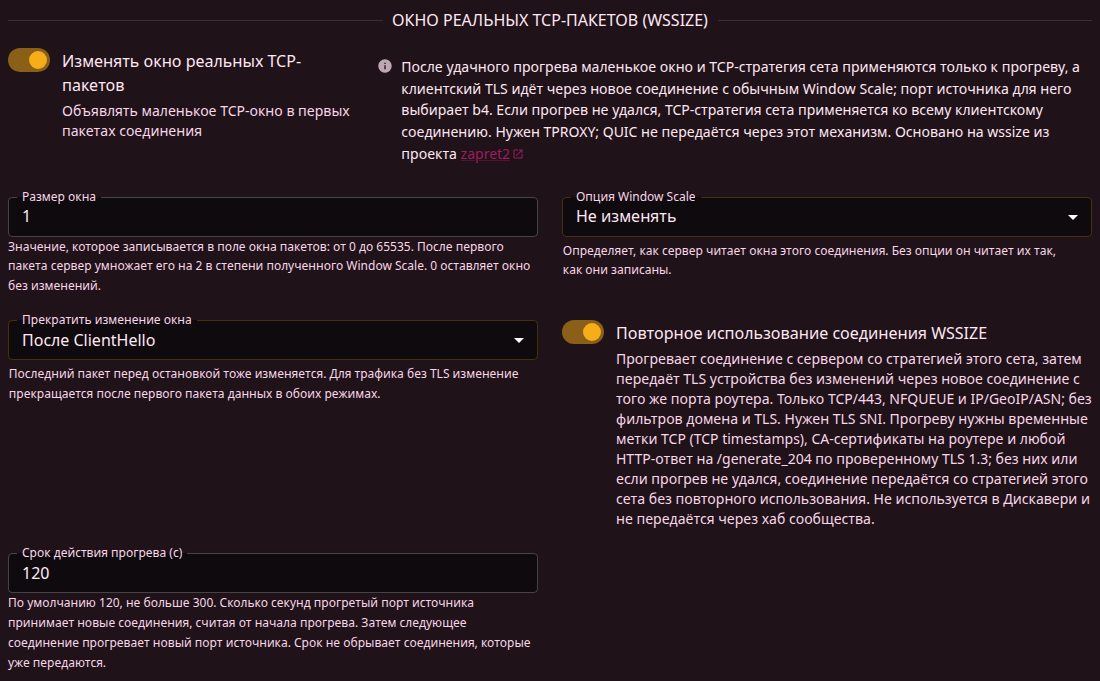 ОКНО РЕАЛЬНЫХ TCP-ПАКЕТОВ (WSSIZE)
Изменять окно реальных TCP-
пакетов
Объявлять маленькое TCP-окно в первых
пакетах соединения
После удачного прогрева маленькое окно и TCP-стратегия сета применяются только к прогреву, а
клиентский TLS идёт через новое соединение с обычным Window Scale; порт источника для него
выбирает b4. Если прогрев не удался, TCP-стратегия сета применяется ко всему клиентскому
соединению. Нужен TPROXY; QUIC не передаётся через этот механизм. Основано на wssize из
проекта zapret2
Размер окна
1
Значение, которое записывается в поле окна пакетов: от 0 до 65535. После первого
пакета сервер умножает его на 2 в степени полученного Window Scale. 0 оставляет окно
без изменений.
Опция Window Scale
Не изменять
Определяет, как сервер читает окна этого соединения. Без опции он читает их так,
как они записаны.
Прекратить изменение окна
После ClientHello
Последний пакет перед остановкой тоже изменяется. Для трафика без TLS изменение
прекращается после первого пакета данных в обоих режимах.
Повторное использование соединения WSSIZE
Прогревает соединение с сервером со стратегией этого сета, затем
передаёт TLS устройства без изменений через новое соединение с
того же порта роутера. Только TCP/443, NFQUEUE и IP/GeoIP/ASN; без
фильтров домена и TLS. Нужен TLS SNI. Прогреву нужны временные
метки TCP (TCP timestamps), CA-сертификаты на роутере и любой
HTTP-ответ на /generate_204 по проверенному TLS 1.3; без них или
если прогрев не удался, соединение передаётся со стратегией этого
сета без повторного использования. Не используется в Дискавери и
не передаётся через хаб сообщества.
Срок действия прогрева (с)
120
По умолчанию 120, не больше 300. Сколько секунд прогретый порт источника
принимает новые соединения, считая от начала прогрева. Затем следующее
соединение прогревает новый порт источника. Срок не обрывает соединения, которые
уже передаются.